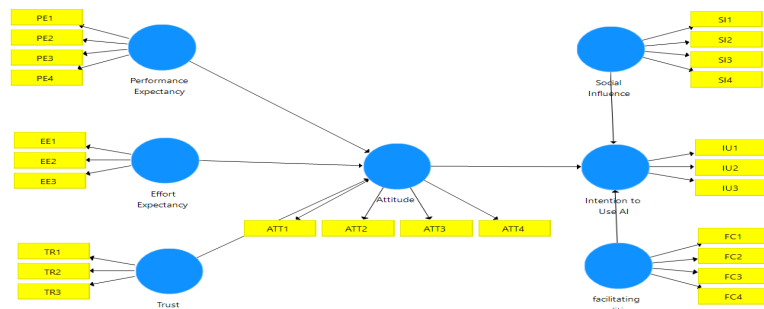 PE1
PE2
PE3
PE4
Performance
Expectancy
EE1
EE2
EE3
Effort
Expectancy
TR1
TR2
TR3
Trust
Attitude
ATT1
ATT2
ATT3
ATT4
Social
Influence
SI1
SI2
SI3
SI4
Intention to
Use AI
IU1
IU2
IU3
facilitating
FC1
FC2
FC3
FC4